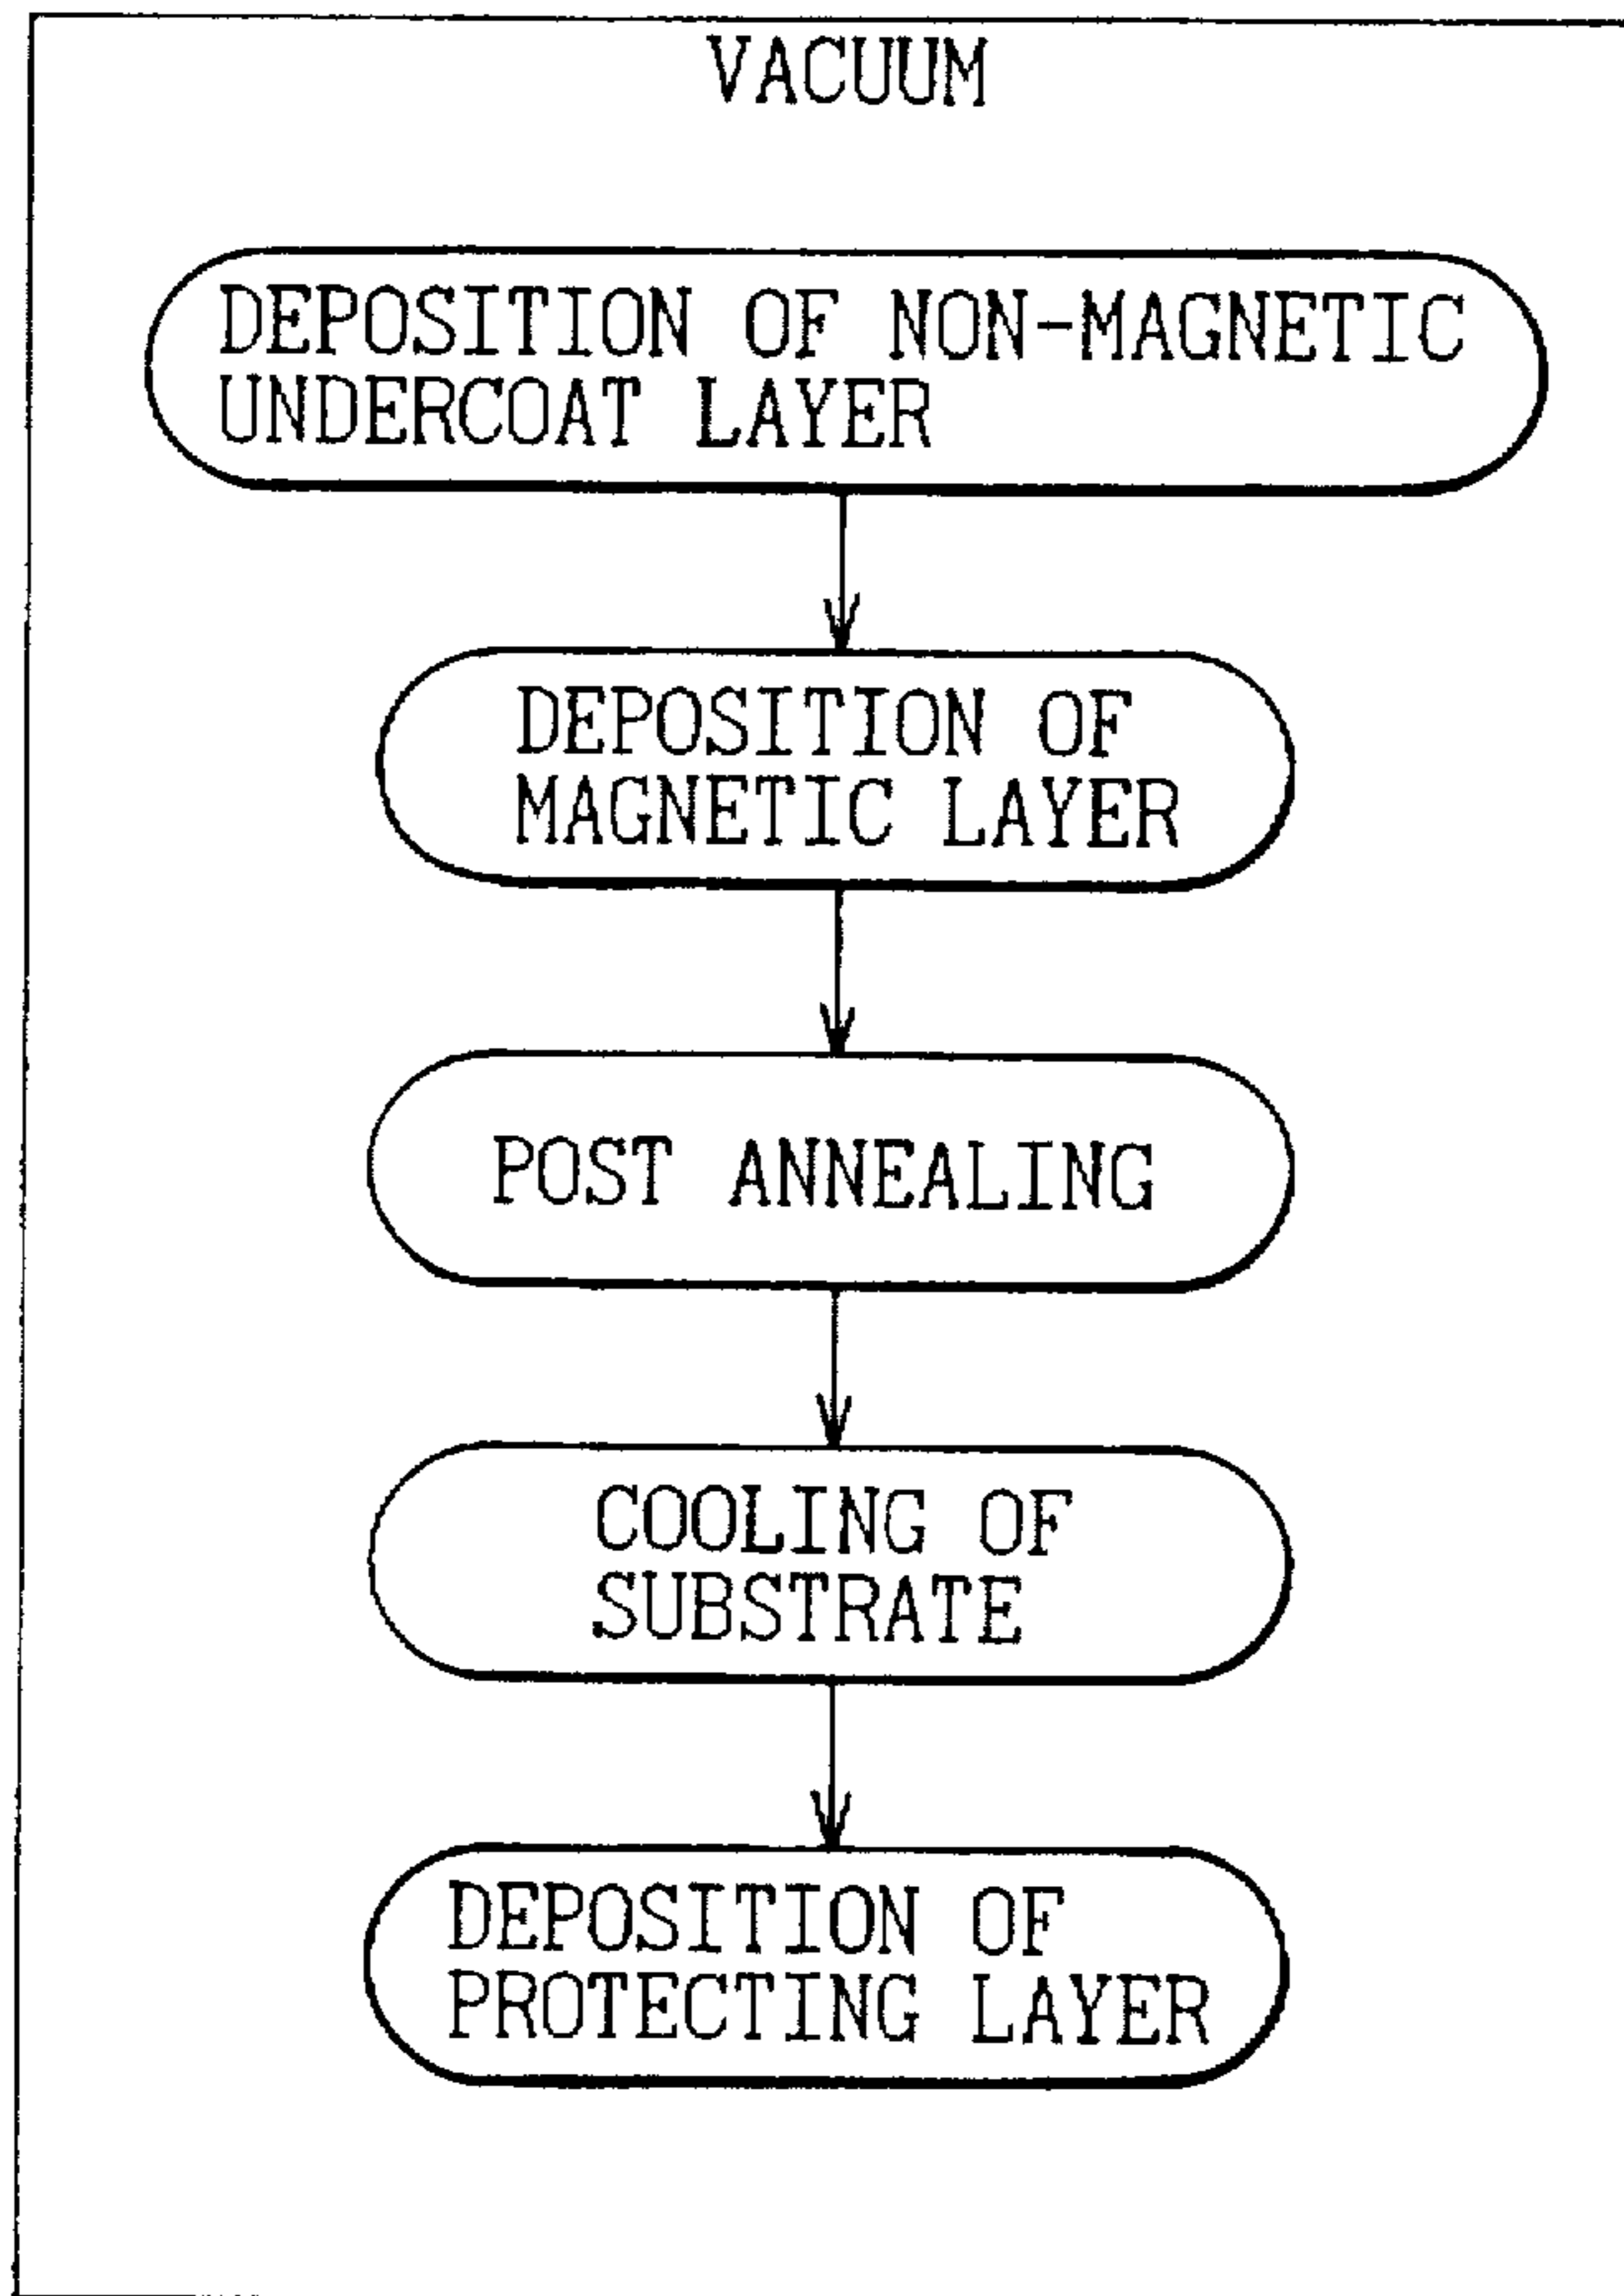 VACUUM
DEPOSITION OF NON-MAGNETIC
UNDERCOAT LAYER
DEPOSITION OF
MAGNETIC LAYER
POST ANNEALING
COOLING OF
SUBSTRATE
DEPOSITION OF
PROTECTING LAYER